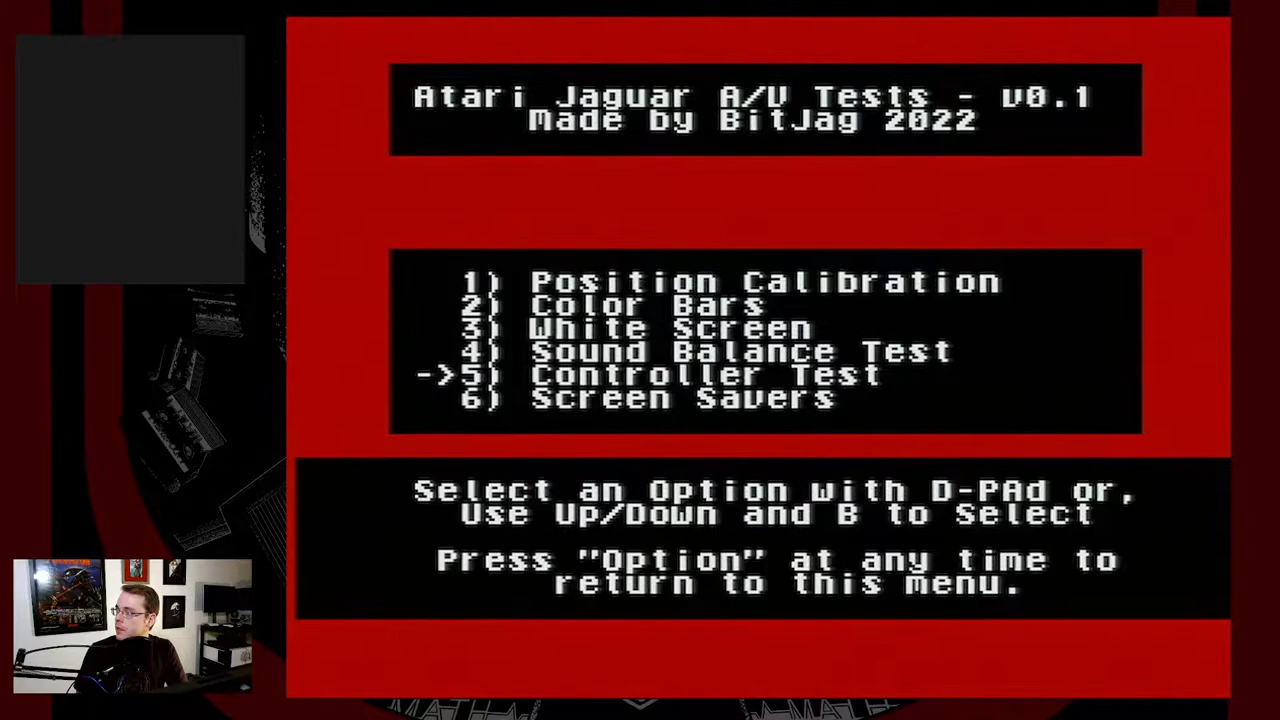 Atari Jaguar A/V Tests - v0.1
made by BitJag 2022
1) Position Calibration
2) Color Bars
3) White Screen
4) Sound Balance Test
->5) Controller Test
6) Screen Savers
Select an Option with D-PAd or,
Use Up/Down and B to Select
Press "Option" at any time to
return to this menu.